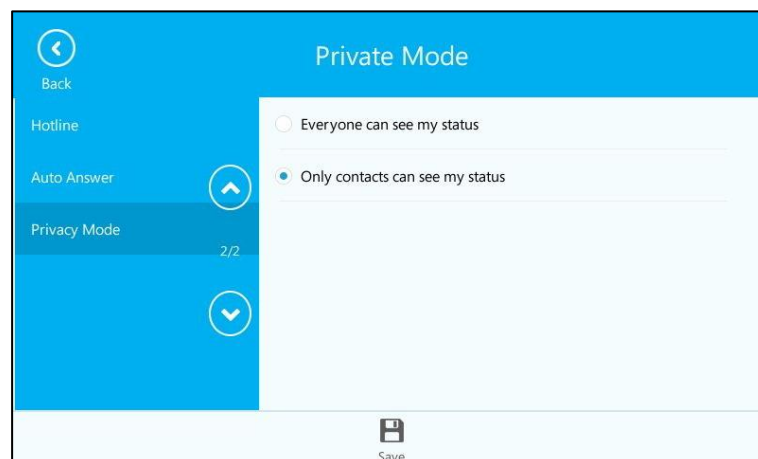 Private Mode
Back
Hotline
Auto Answer
Privacy Mode
2/2
Everyone can see my status
Only contacts can see my status
Save